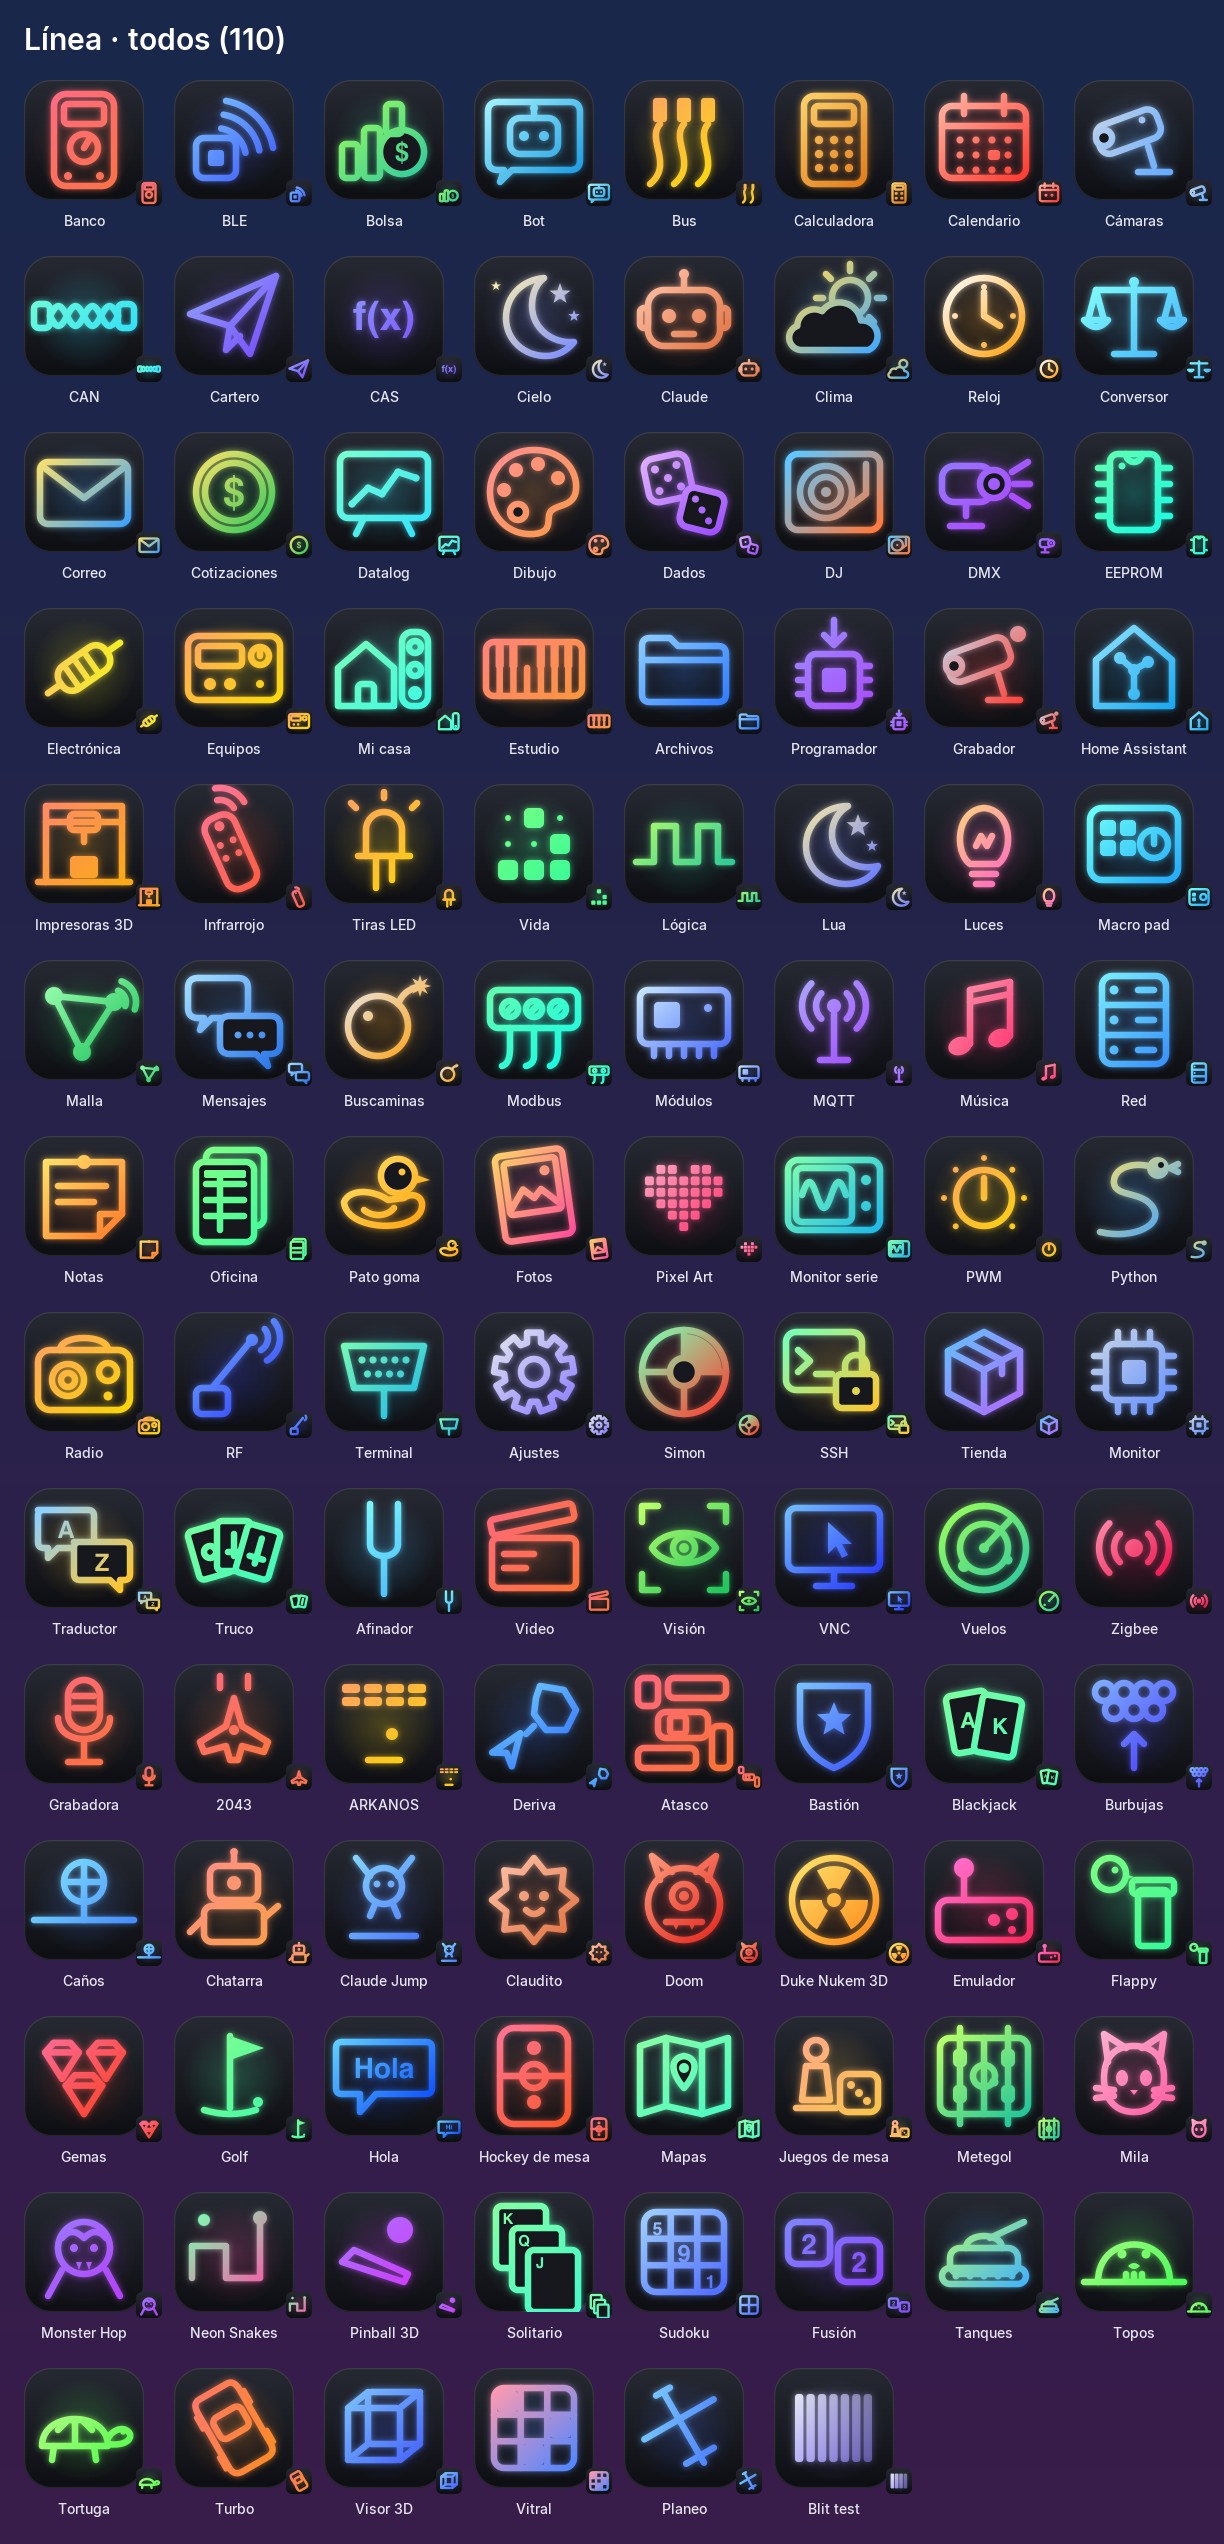 Línea · todos (110)
$
Banco BLE Bolsa Bot Bus Calculadora Calendario Cámaras
f(x)
CAN Cartero CAS Cielo Claude Clima Reloj Conversor
$
Correo Cotizaciones Datalog Dibujo Dados DJ DMX EEPROM
Electrónica Equipos Mi casa Estudio Archivos Programador Grabador Home Assistant
Impresoras 3D Infrarrojo Tiras LED Vida Lógica Lua Luces Macro pad
Malla Mensajes Buscaminas Modbus Módulos MQTT Música Red
Notas Oficina Pato goma Fotos Pixel Art Monitor serie PWM Python
Radio RF Terminal Ajustes Simon SSH Tienda Monitor
A Z
Traductor Truco Afinador Video Visión VNC Vuelos Zigbee
A K
Grabadora 2043 ARKANOS Deriva Atasco Bastión Blackjack Burbujas
Caños Chatarra Claude Jump Claudito Doom Duke Nukem 3D Emulador Flappy
Hola
Gemas Golf Hola Hockey de mesa Mapas Juegos de mesa Metegol Mila
K Q J 5 9 1 2 2
Monster Hop Neon Snakes Pinball 3D Solitario Sudoku Fusión Tanques Topos
Tortuga Turbo Visor 3D Vitral Planeo Blit test